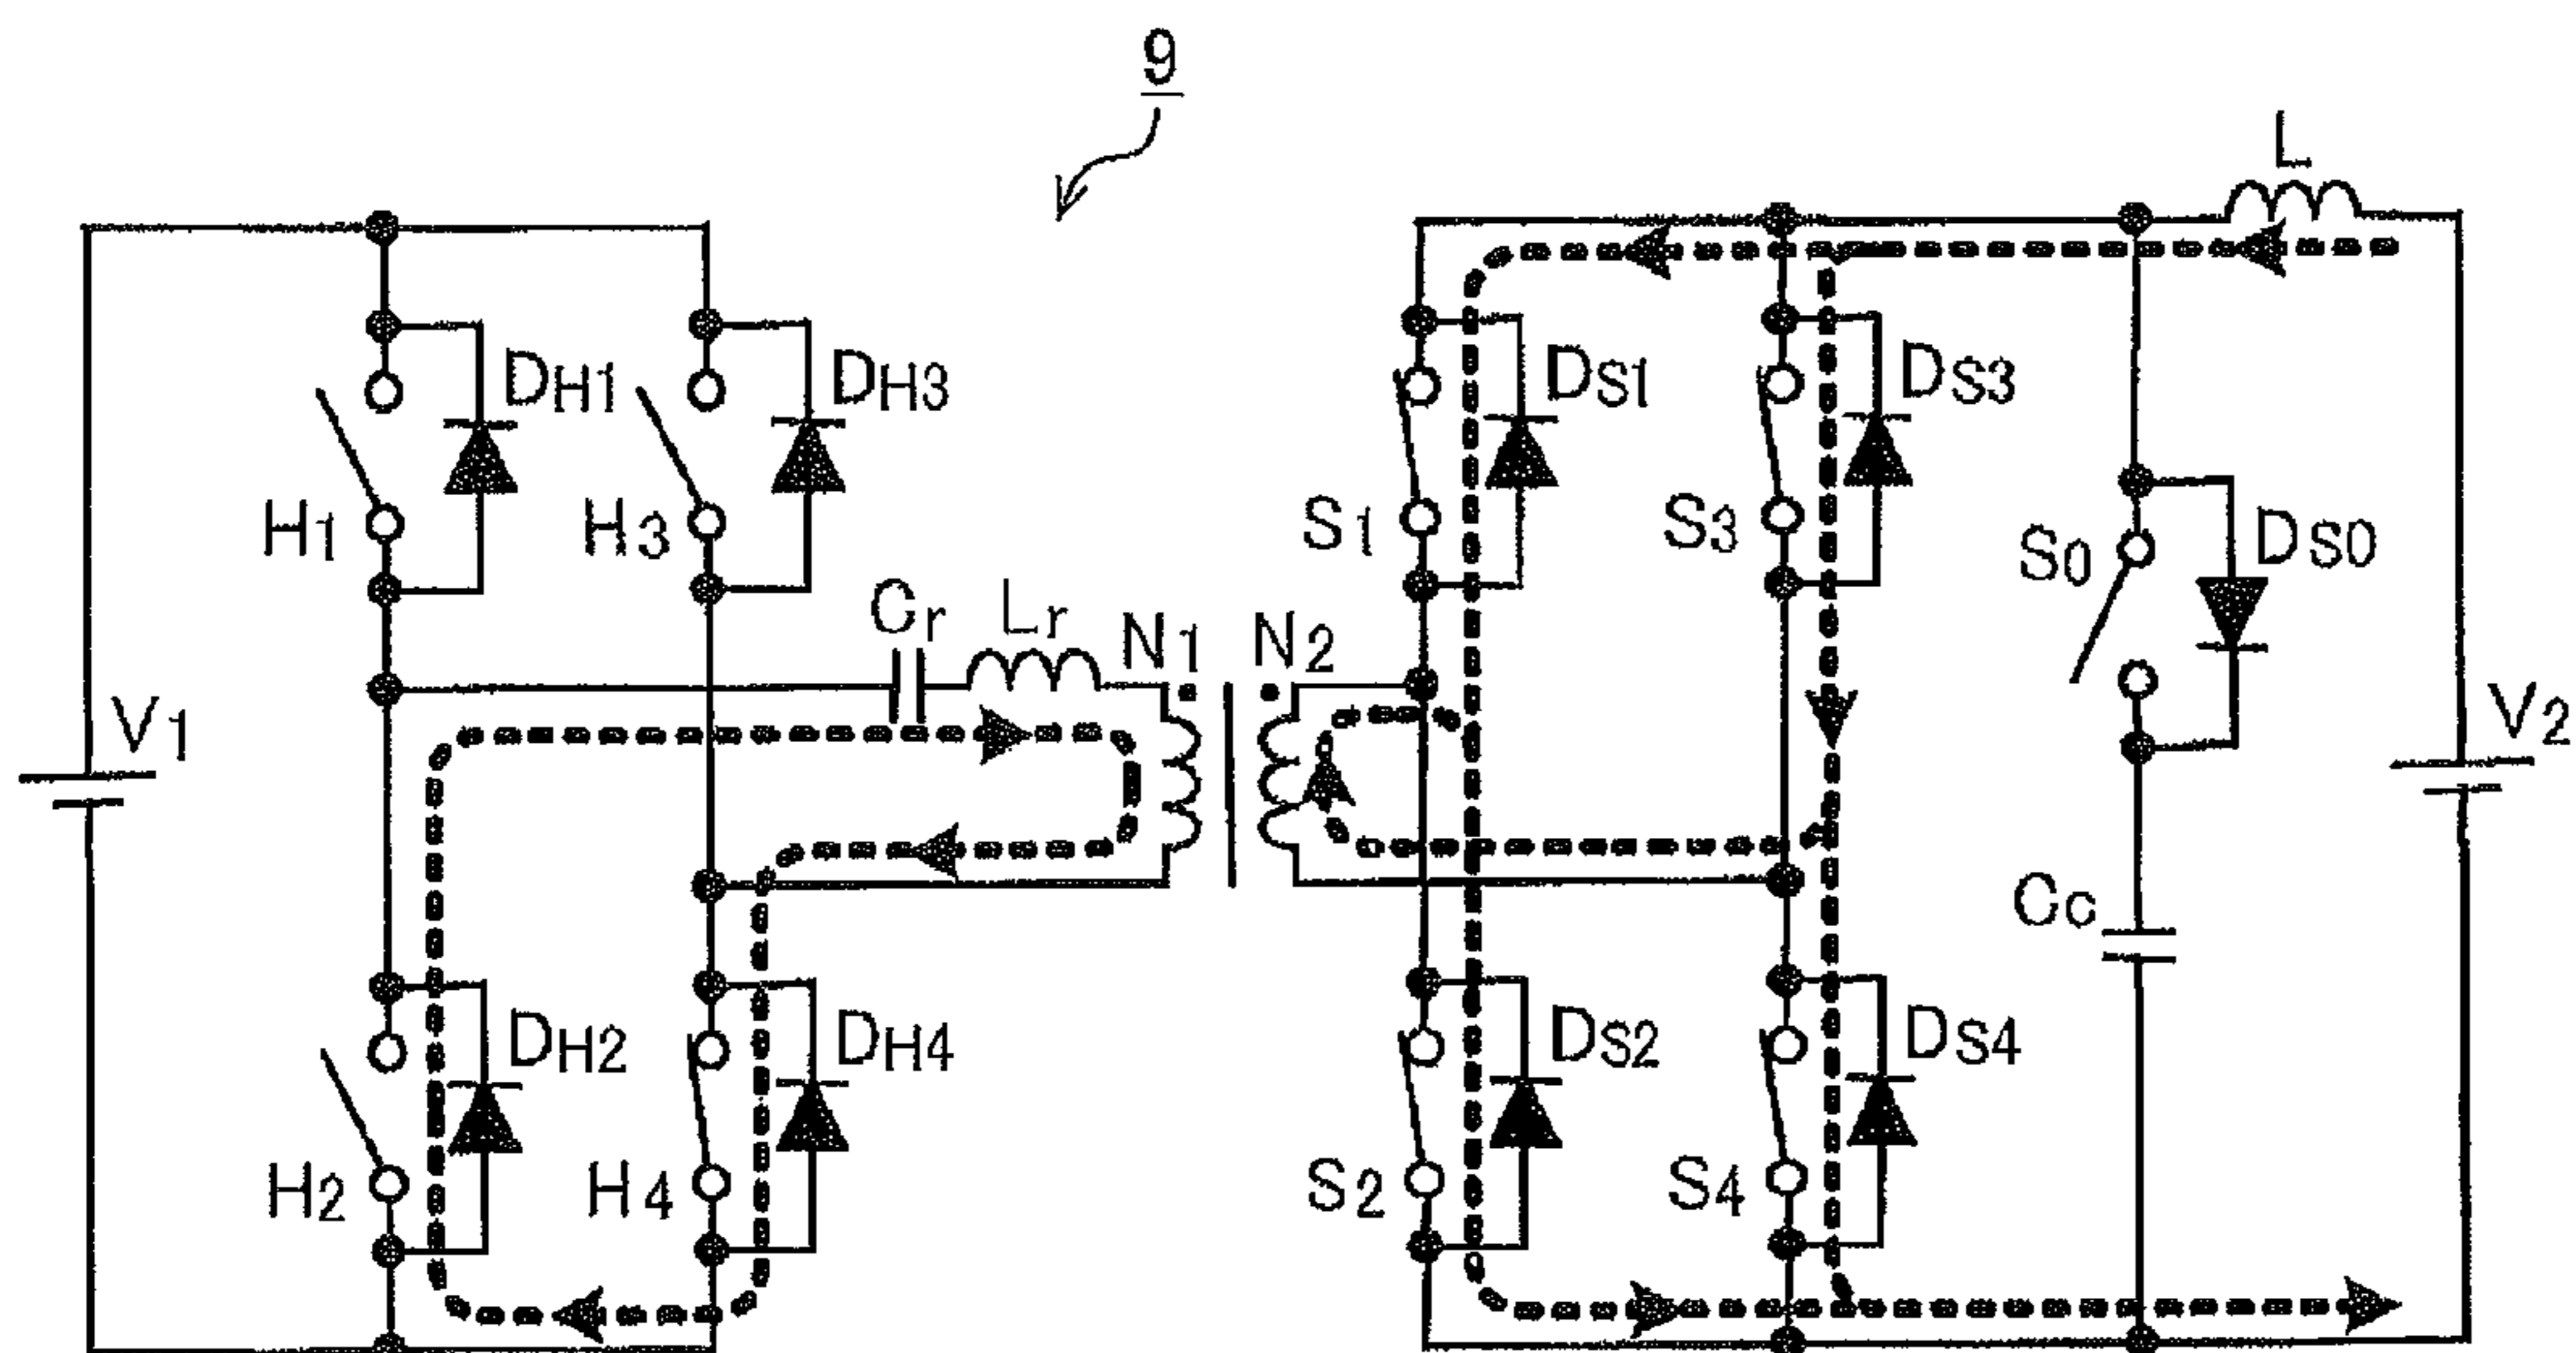 9
L
DH1
DH3
DS1
DS3
H1
H3
S1
S3
S0
DS0
Cr
Lr
N1
N2
V1
V2
Cc
DH2
DH4
DS2
DS4
H2
H4
S2
S4